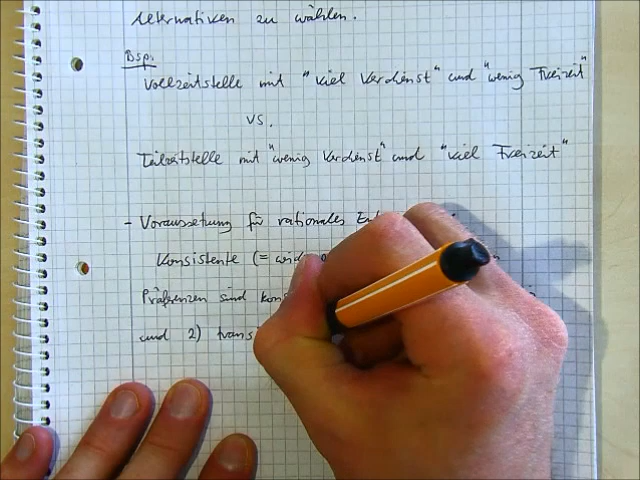 Alternativen zu wählen.
Bsp.
Vollzeitstelle mit "viel Verdienst" und "wenig Freizeit"
vs.
Teilzeitstelle mit "wenig Verdienst" und "viel Freizeit"
- Voraussetzung für rationales
Konsistente (=
Präferenzen sind
und 2)